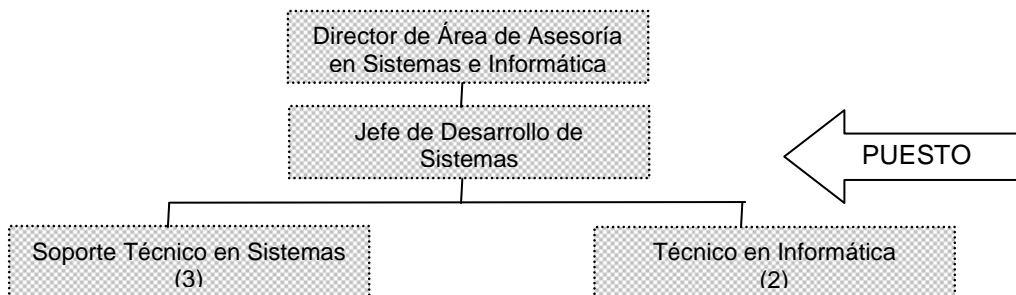 Director de Área de Asesoría
en Sistemas e Informática
Jefe de Desarrollo de
Sistemas
PUESTO
Soporte Técnico en Sistemas
(3)
Técnico en Informática
(2)